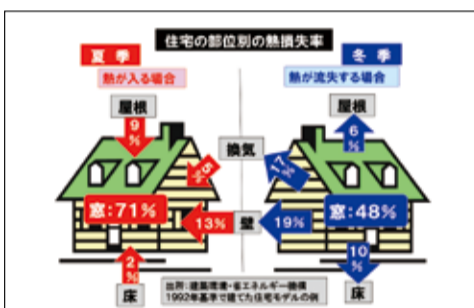 住宅の部位別の熱損失率
夏季
熱が入る場合
冬季
熱が流失する場合
屋根
9%
換気
5%
窓:71%
13%
壁
2%
床
屋根
6%
17%
19%
窓:48%
10%
床
出所:建築環境・省エネルギー機構
1992年基準で建てた住宅モデルの例